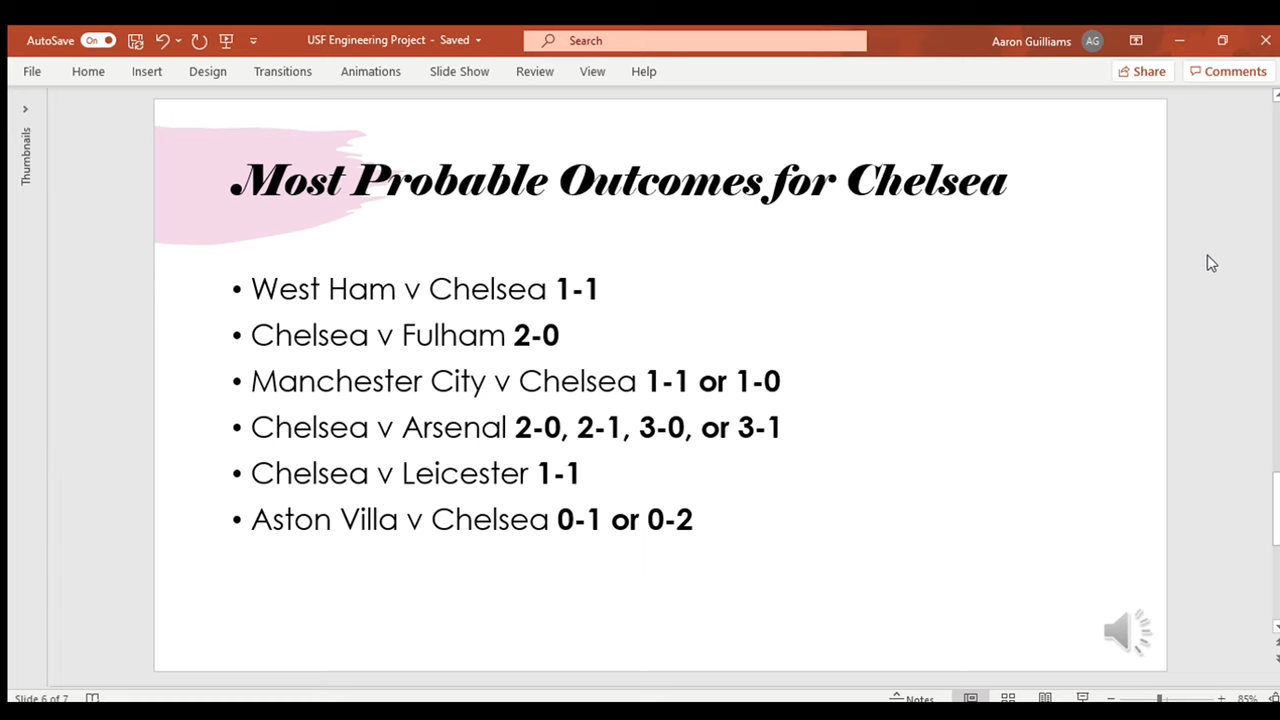 AutoSave On USF Engineering Project - Saved Search Aaron Guilliams AG
File Home Insert Design Transitions Animations Slide Show Review View Help Share Comments
Thumbnails
Most Probable Outcomes for Chelsea
• West Ham v Chelsea 1-1
• Chelsea v Fulham 2-0
• Manchester City v Chelsea 1-1 or 1-0
• Chelsea v Arsenal 2-0, 2-1, 3-0, or 3-1
• Chelsea v Leicester 1-1
• Aston Villa v Chelsea 0-1 or 0-2
Slide 6 of 7 Notes 85%